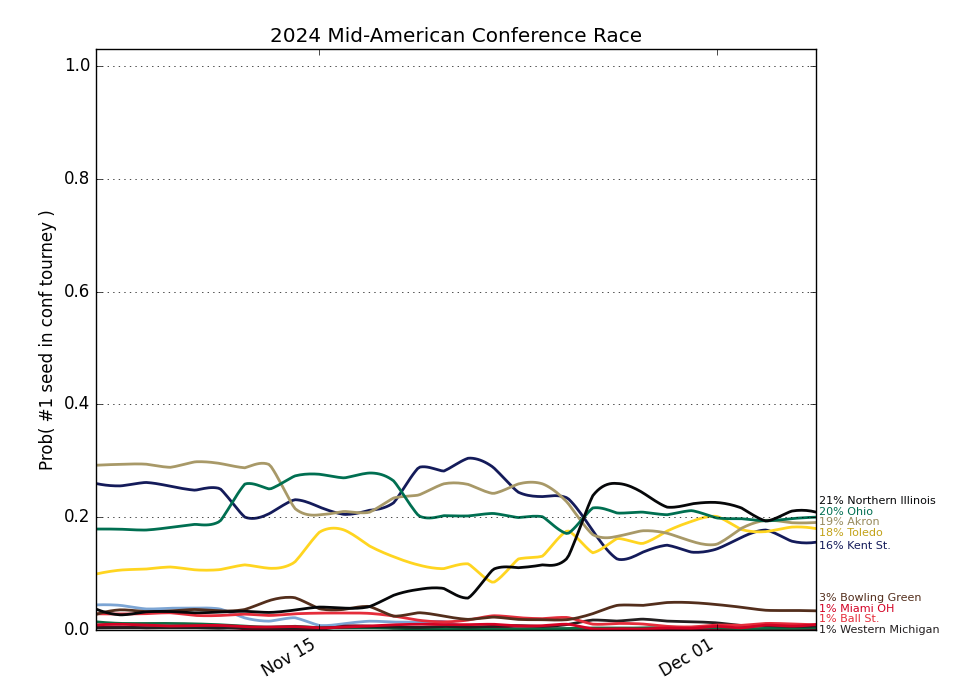 2024 Mid-American Conference Race
Prob( #1 seed in conf tourney )
1.0
0.8
0.6
0.4
0.2
0.0
Nov 15
Dec 01
21% Northern Illinois
20% Ohio
19% Akron
18% Toledo
16% Kent St.
3% Bowling Green
1% Miami OH
1% Ball St.
1% Western Michigan